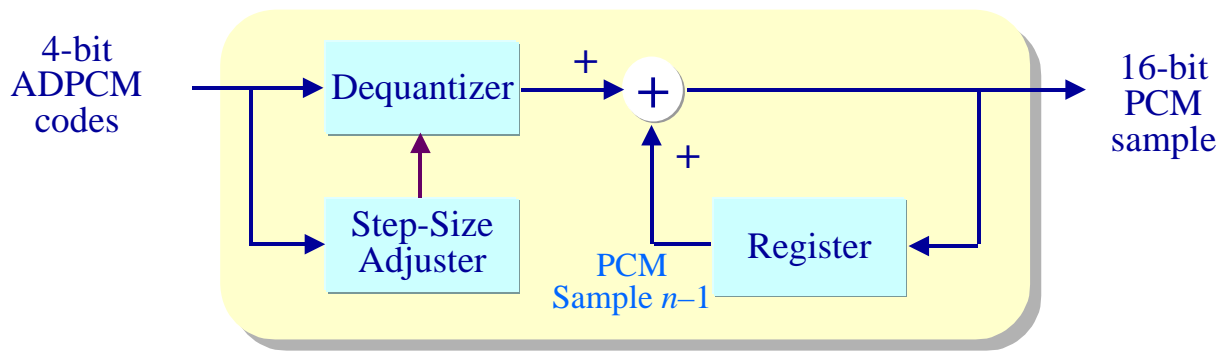 4-bit
ADPCM
codes
Dequantizer
+
+
16-bit
PCM
sample
+
Step-Size
Adjuster
PCM
Sample n–1
Register